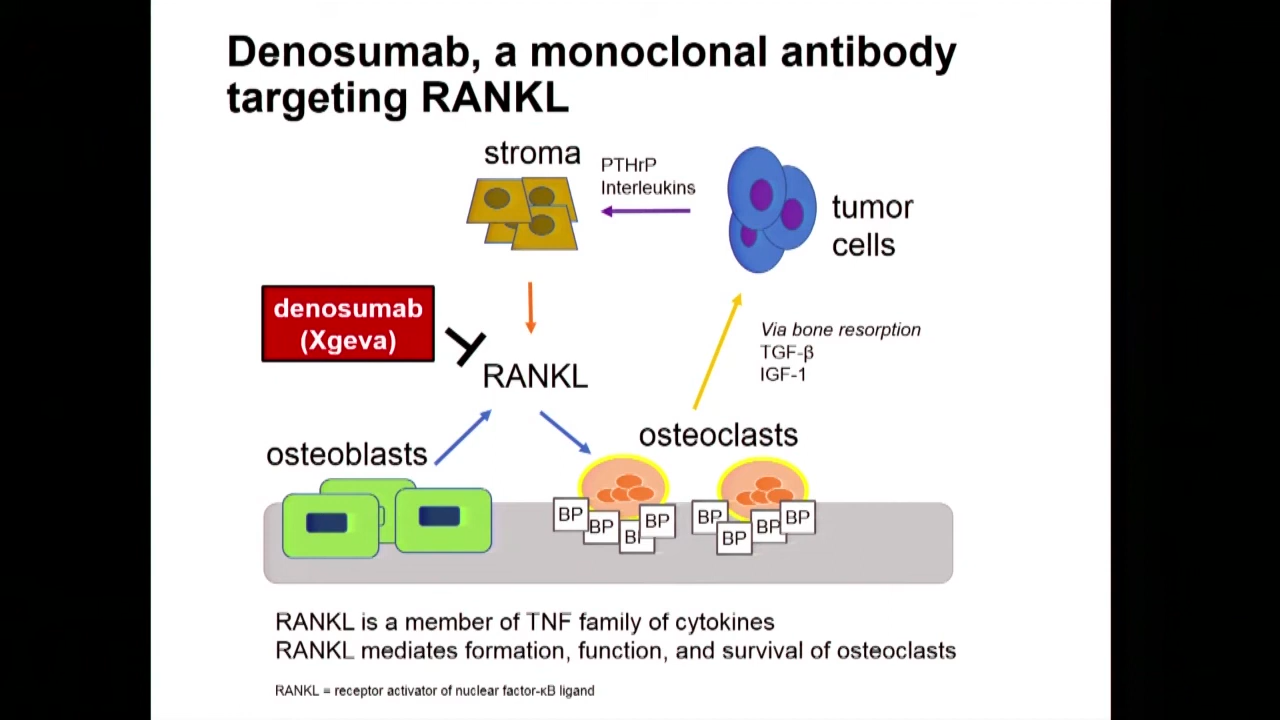 Denosumab, a monoclonal antibody
targeting RANKL
stroma
PTHrP
Interleukins
tumor
cells
denosumab
(Xgeva)
Via bone resorption
TGF-β
IGF-1
RANKL
osteoclasts
osteoblasts
BP
BP
BP
BP
BP
BP
BP
RANKL is a member of TNF family of cytokines
RANKL mediates formation, function, and survival of osteoclasts
RANKL = receptor activator of nuclear factor-κB ligand